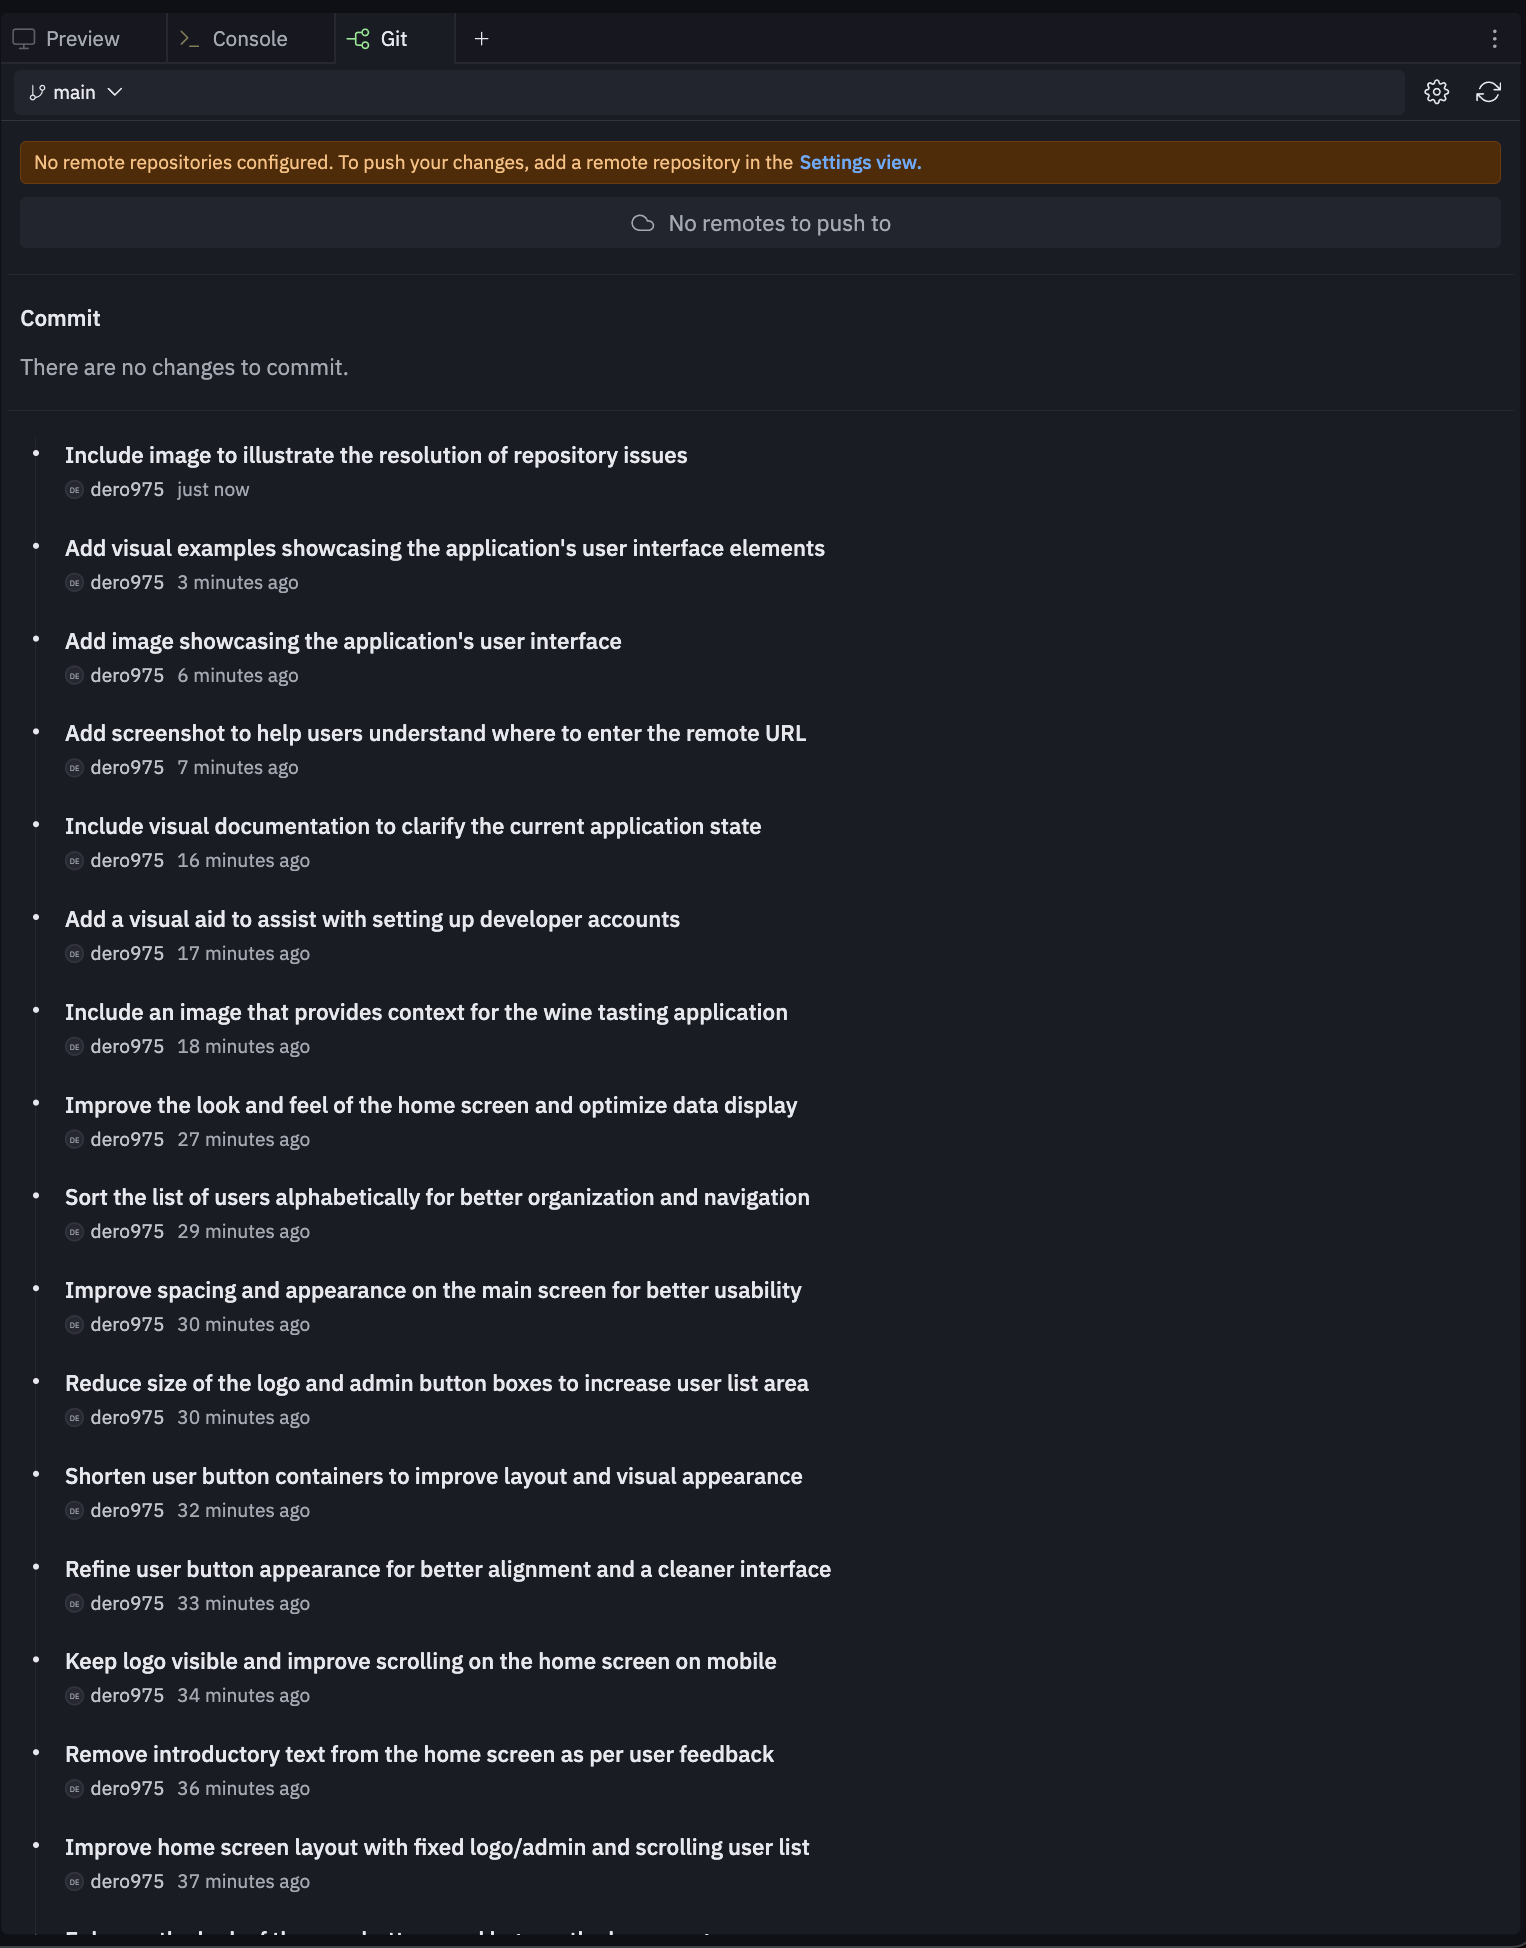 Preview
Console
Git
main
No remote repositories configured. To push your changes, add a remote repository in the Settings view.
No remotes to push to
Commit
There are no changes to commit.
Include image to illustrate the resolution of repository issues
DE dero975 just now
Add visual examples showcasing the application's user interface elements
DE dero975 3 minutes ago
Add image showcasing the application's user interface
DE dero975 6 minutes ago
Add screenshot to help users understand where to enter the remote URL
DE dero975 7 minutes ago
Include visual documentation to clarify the current application state
DE dero975 16 minutes ago
Add a visual aid to assist with setting up developer accounts
DE dero975 17 minutes ago
Include an image that provides context for the wine tasting application
DE dero975 18 minutes ago
Improve the look and feel of the home screen and optimize data display
DE dero975 27 minutes ago
Sort the list of users alphabetically for better organization and navigation
DE dero975 29 minutes ago
Improve spacing and appearance on the main screen for better usability
DE dero975 30 minutes ago
Reduce size of the logo and admin button boxes to increase user list area
DE dero975 30 minutes ago
Shorten user button containers to improve layout and visual appearance
DE dero975 32 minutes ago
Refine user button appearance for better alignment and a cleaner interface
DE dero975 33 minutes ago
Keep logo visible and improve scrolling on the home screen on mobile
DE dero975 34 minutes ago
Remove introductory text from the home screen as per user feedback
DE dero975 36 minutes ago
Improve home screen layout with fixed logo/admin and scrolling user list
DE dero975 37 minutes ago